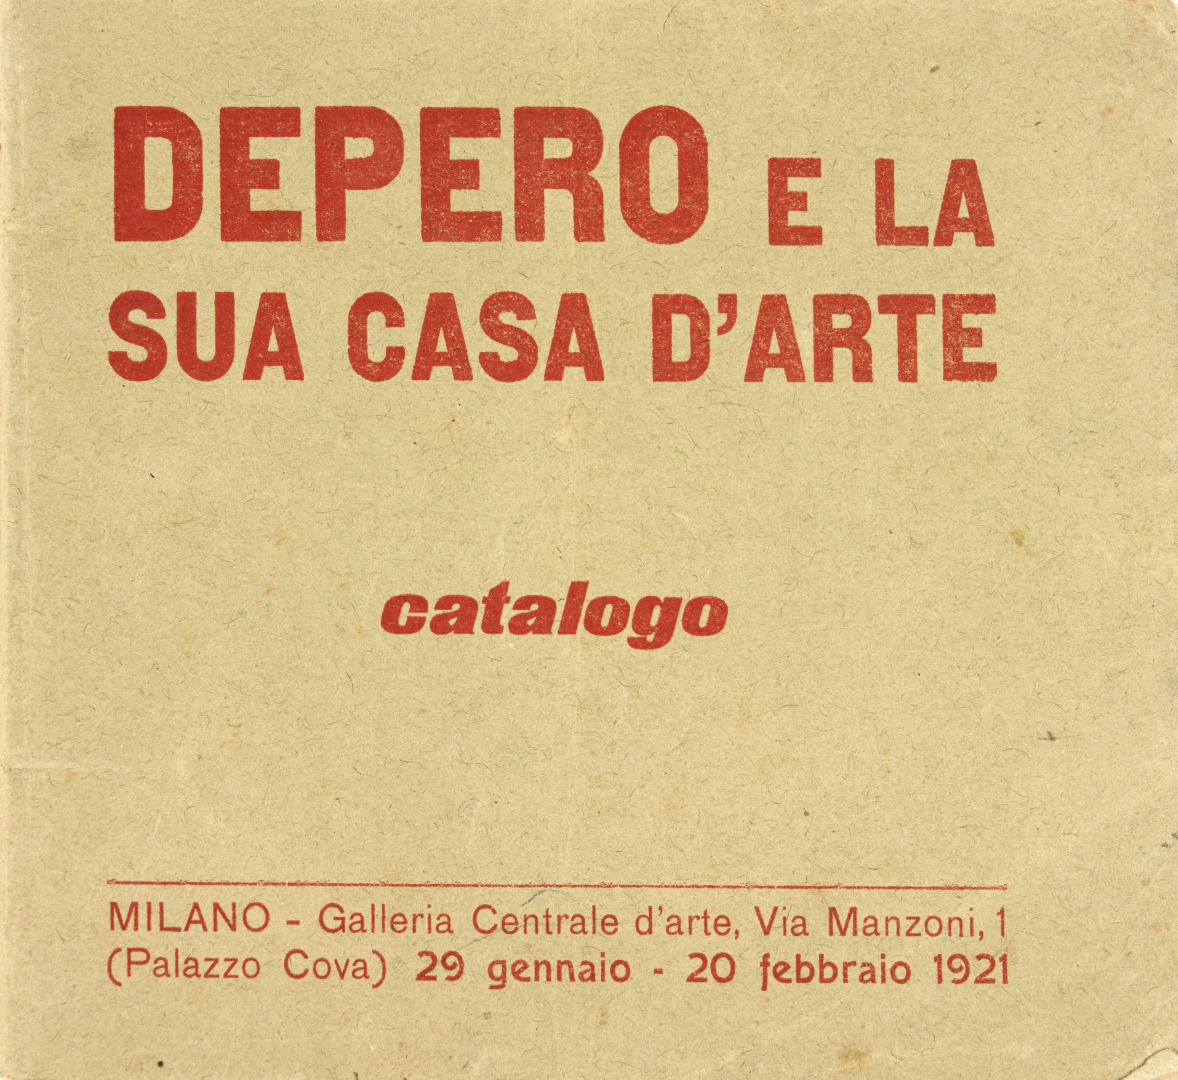 DEPERO E LA
SUA CASA D'ARTE
catalogo
MILANO - Galleria Centrale d'arte, Via Manzoni, 1
(Palazzo Cova) 29 gennaio - 20 febbraio 1921